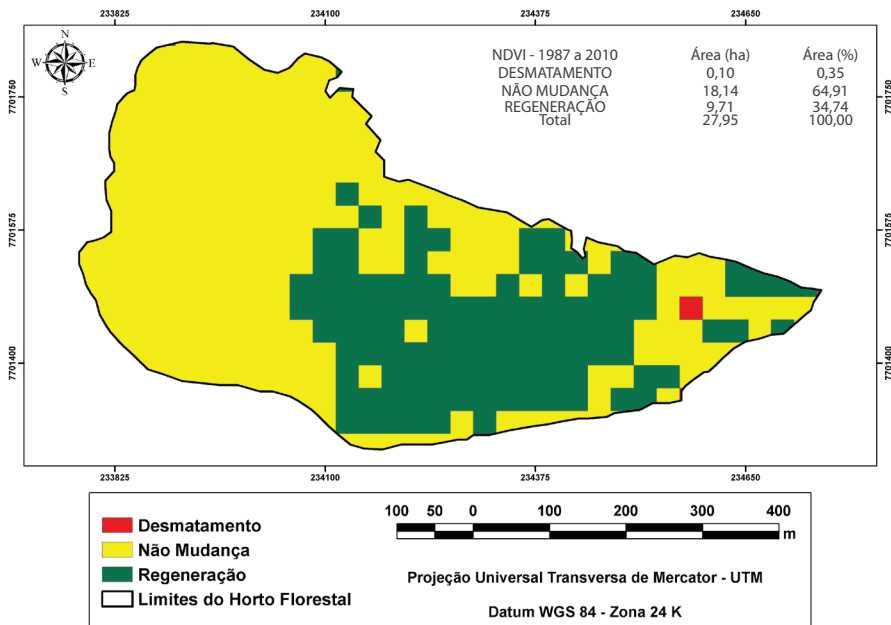 233825 234100 234375 234650
N
W E
S
NDVI - 1987 a 2010 Área (ha) Área (%)
DESMATAMENTO 0,10 0,35
NÃO MUDANÇA 18,14 64,91
REGENERAÇÃO 9,71 34,74
Total 27,95 100,00
7701750 7701750
7701575 7701575
7701400 7701400
233825 234100 234375 234650
Desmatamento
Não Mudança
Regeneração
Limites do Horto Florestal
100 50 0 100 200 300 400
m
Projeção Universal Transversa de Mercator - UTM
Datum WGS 84 - Zona 24 K